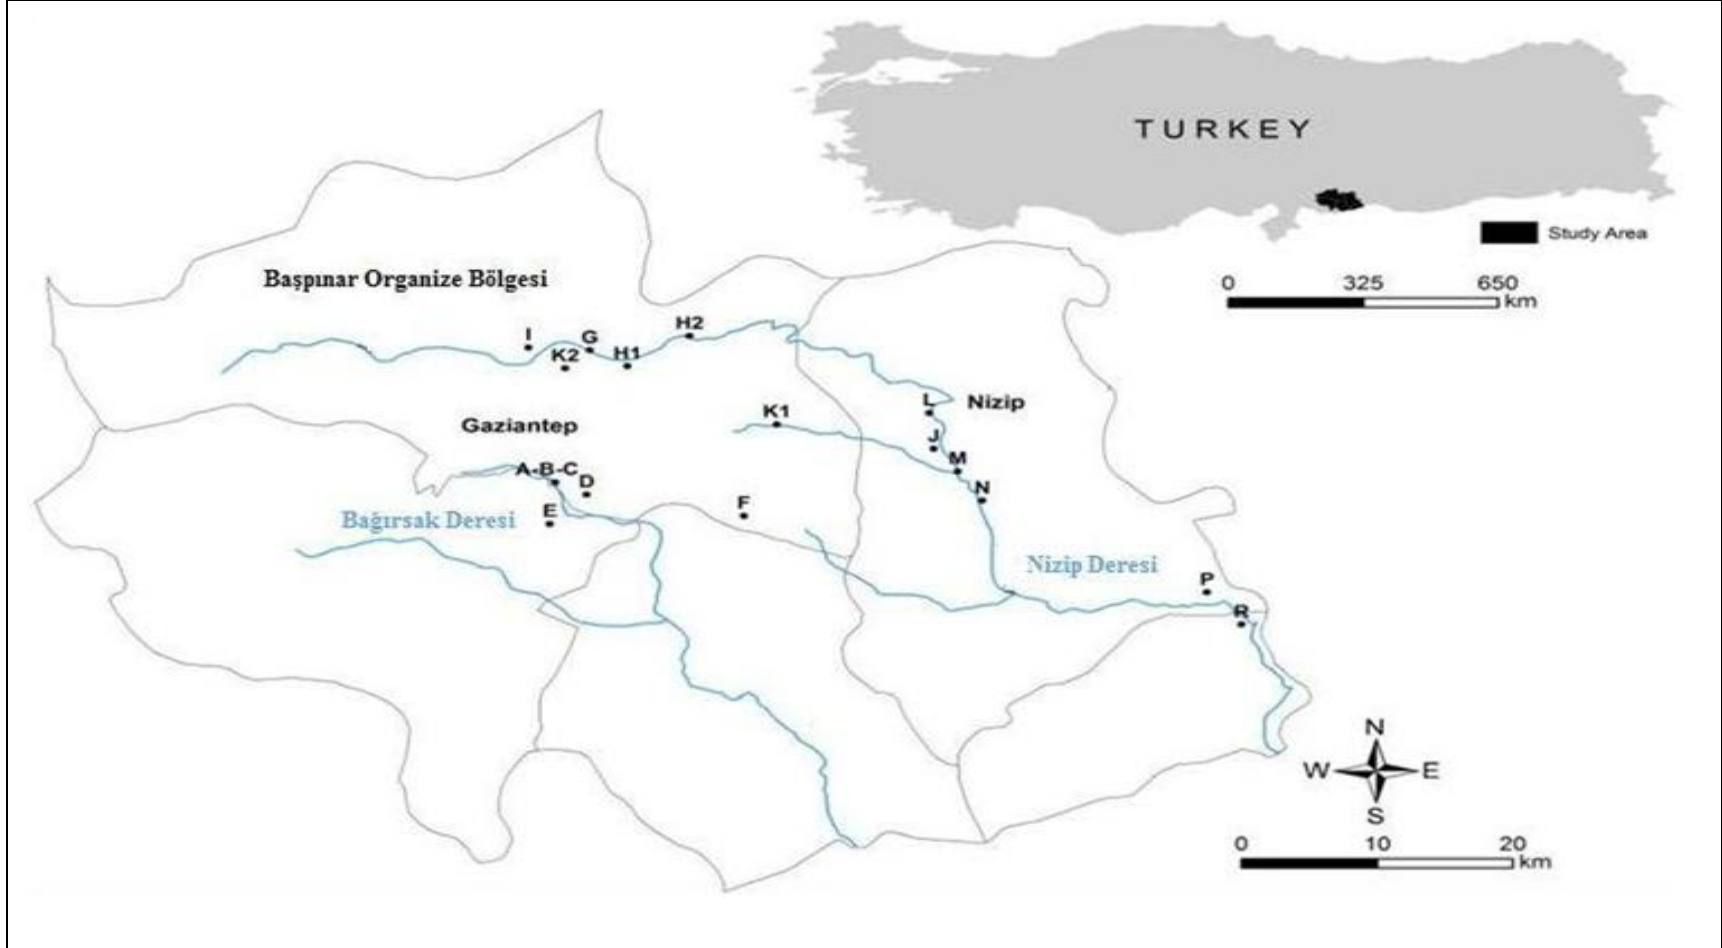 TURKEY
Study Area
0 325 650
km
Başpınar Organize Bölgesi
I
G
H2
K2
H1
L
Nizip
K1
Gaziantep
J
M
A-B-C
D
N
F
E
Bağırsak Deresi
Nizip Deresi
P
R
N
W E
S
0 10 20
km